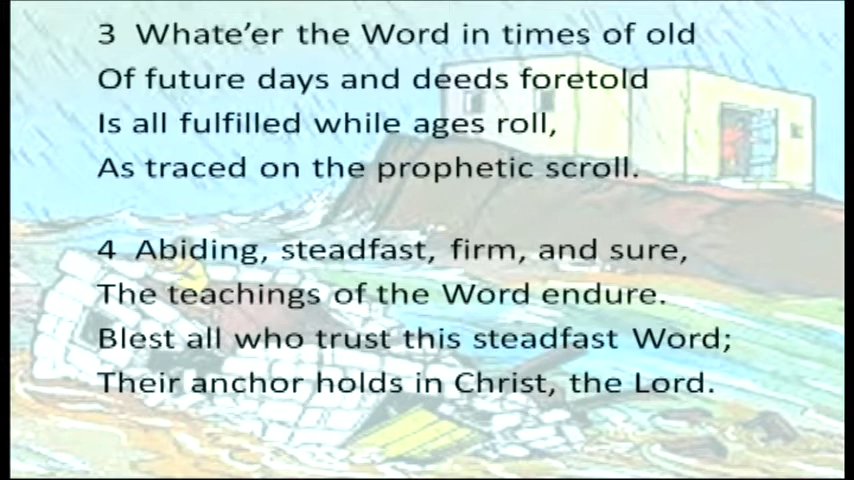 3 Whate’er the Word in times of old
Of future days and deeds foretold
Is all fulfilled while ages roll,
As traced on the prophetic scroll.
4 Abiding, steadfast, firm, and sure,
The teachings of the Word endure.
Blest all who trust this steadfast Word;
Their anchor holds in Christ, the Lord.